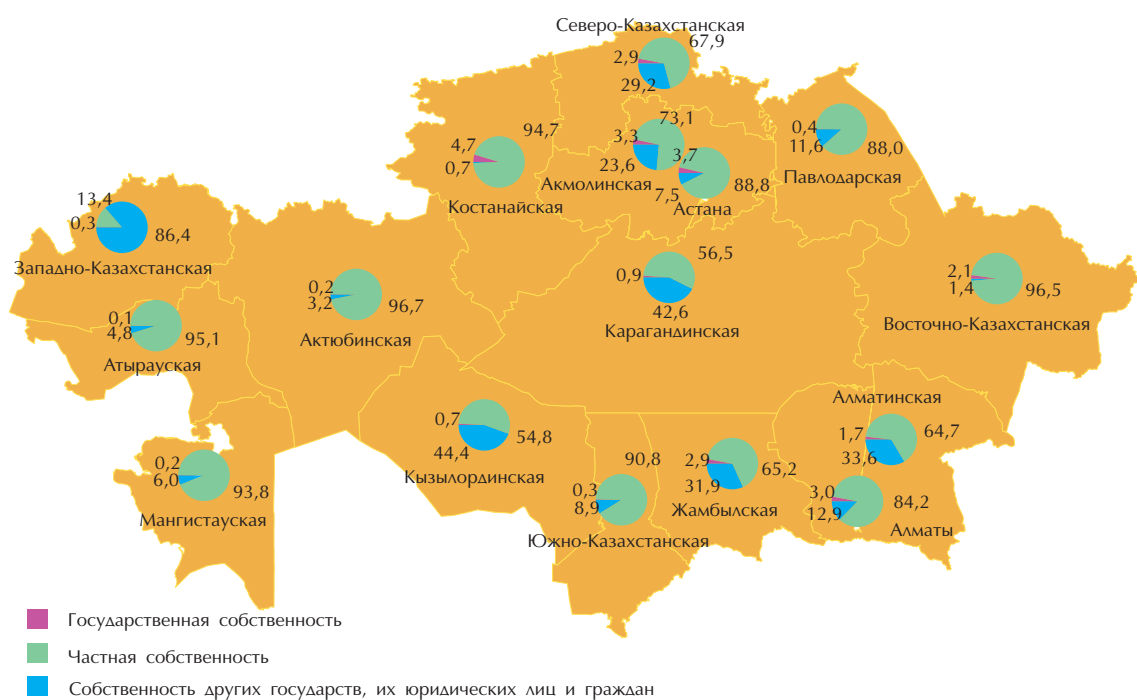 Северо-Казахстанская
67,9
2,9
29,2
94,7
4,7
0,7
Костанайская
73,1
3,3
23,6
Акмолинская
3,7
7,5
88,8
Астана
0,4
11,6
88,0
Павлодарская
13,4
0,3
86,4
Западно-Казахстанская
0,1
4,8
95,1
Атырауская
0,2
3,2
96,7
Актюбинская
56,5
0,9
42,6
Карагандинская
2,1
1,4
96,5
Восточно-Казахстанская
0,2
6,0
93,8
Мангистауская
0,7
54,8
44,4
Кызылординская
90,8
0,3
8,9
Южно-Казахстанская
2,9
65,2
31,9
Жамбылская
Алматинская
1,7
64,7
33,6
3,0
84,2
12,9
Алматы
Государственная собственность
Частная собственность
Собственность других государств, их юридических лиц и граждан